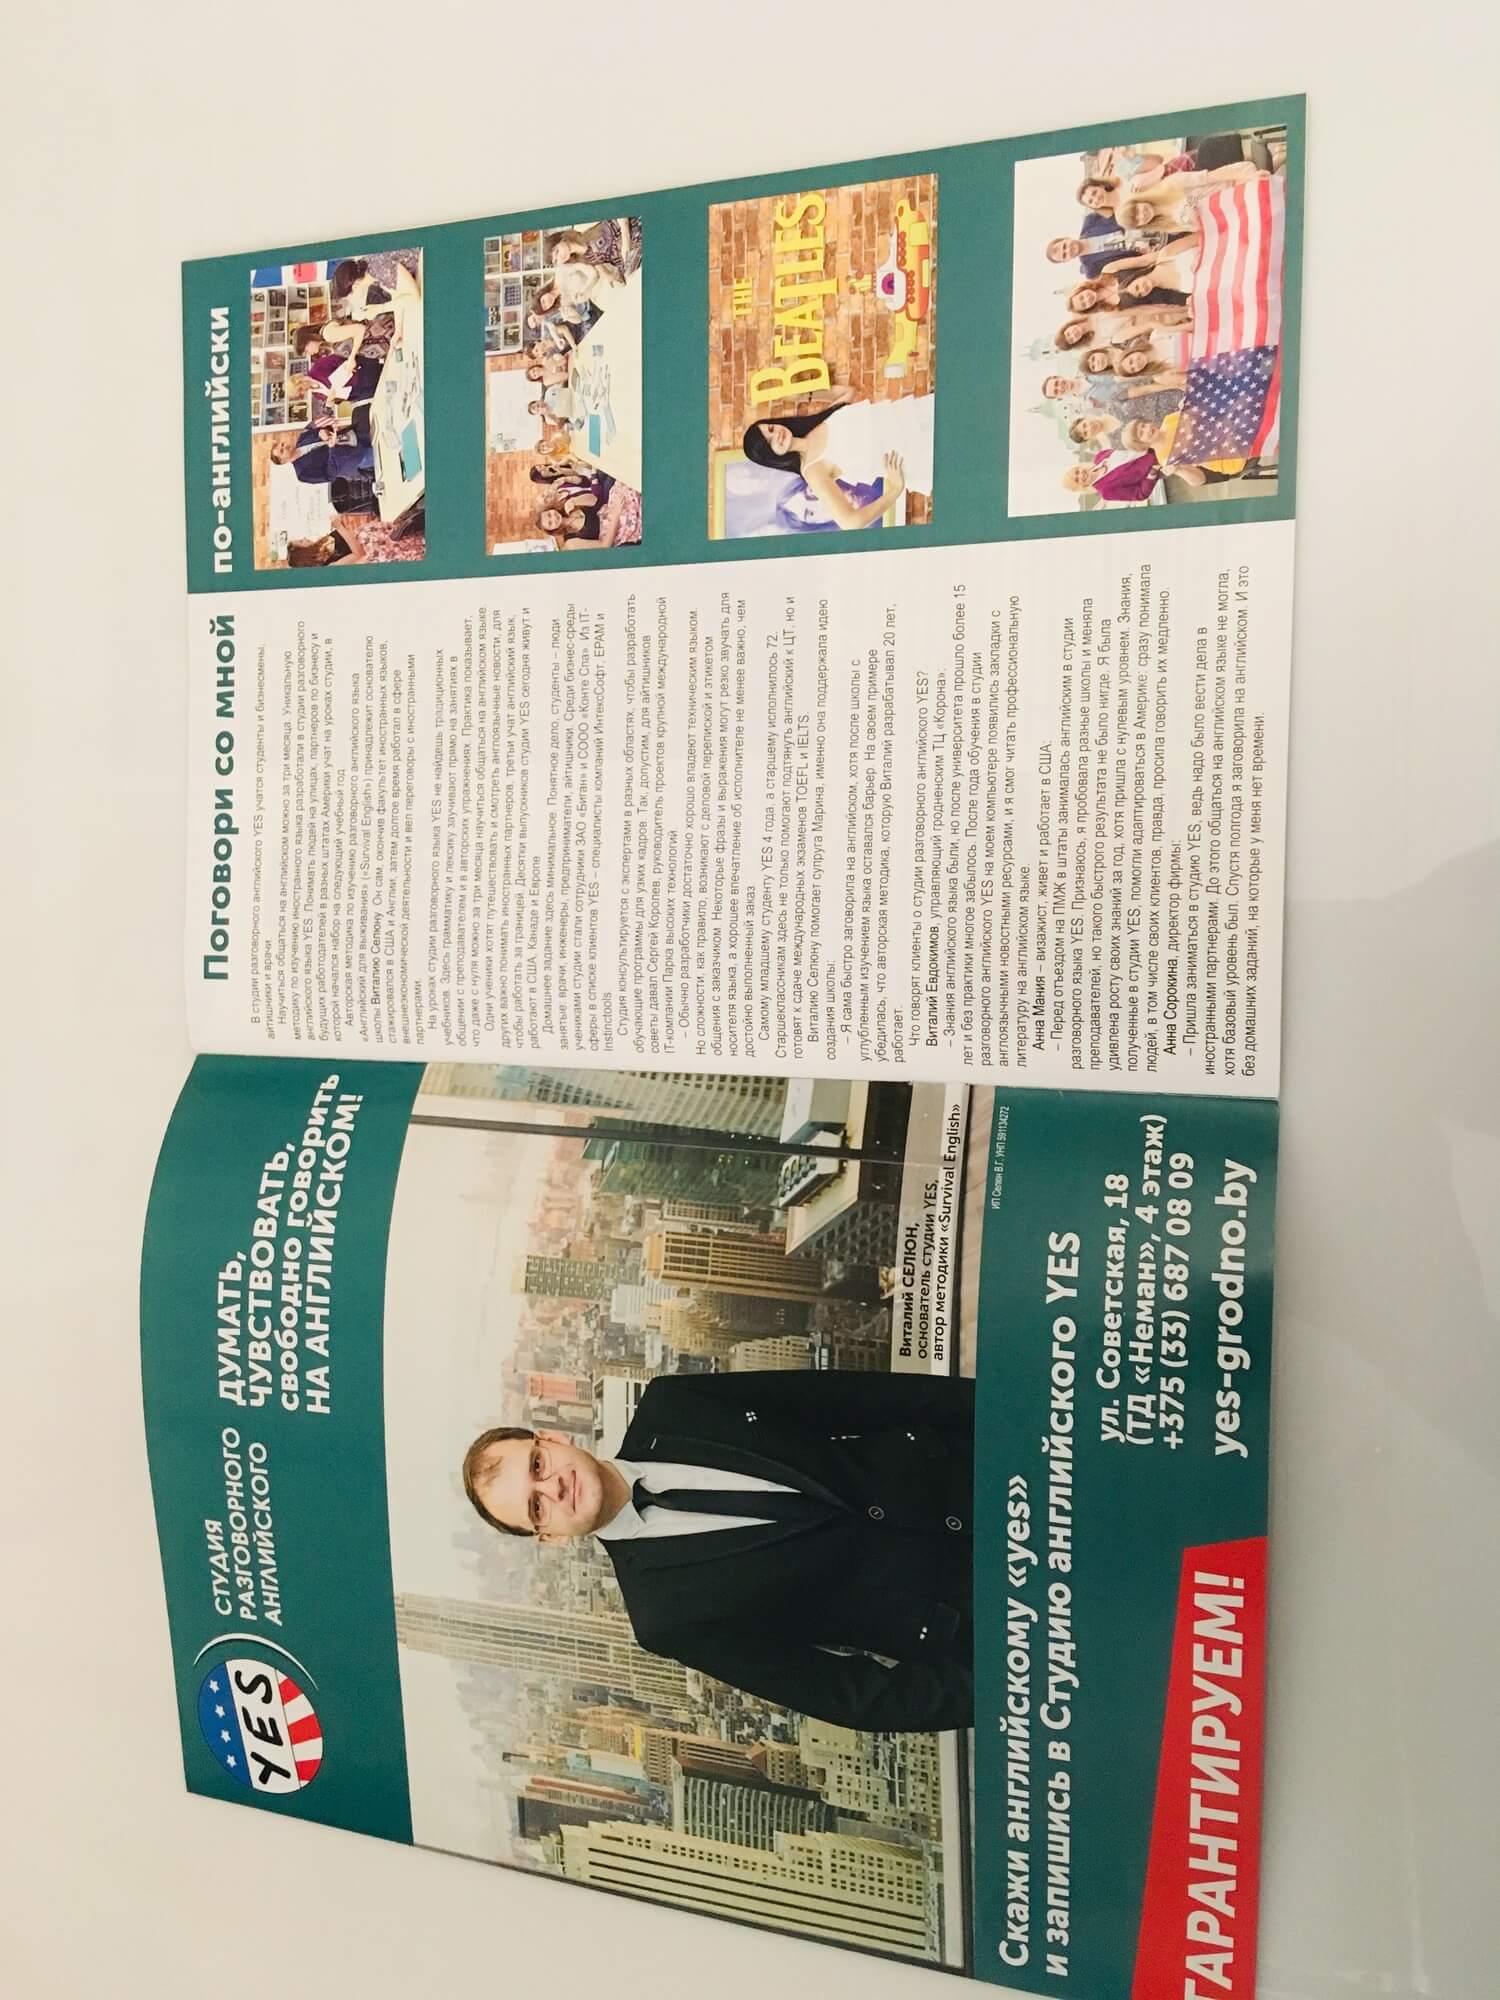 YES
СТУДИЯ
РАЗГОВОРНОГО
АНГЛИЙСКОГО
ДУМАТЬ,
ЧУВСТВОВАТЬ,
свободно говорить
НА АНГЛИЙСКОМ!
Виталий СЕЛЮН,
основатель студии YES,
автор методики «Survival English»
ИП Селюн В.Г. УНП 591134272
Скажи английскому «yes»
и запишись в Студию английского YES
ул. Советская, 18
(ТД «Неман», 4 этаж)
+375 (33) 687 08 09
yes-grodno.by
ГАРАНТИРУЕМ!
Поговори со мной по-английски
В студии разговорного английского YES учатся студенты и бизнесмены,
айтишники и врачи.
Научиться общаться на английском можно за три месяца. Уникальную
методику по изучению иностранного языка разработали в студии разговорного
английского языка YES. Понимать людей на улицах, партнеров по бизнесу и
будущих работодателей в разных штатах Америки учат на уроках студии, в
которой начался набор на следующий учебный год.
Авторская методика по изучению разговорного английского языка
«Английский для выживания» («Survival English») принадлежит основателю
школы Виталию Селюну. Он сам, окончив факультет иностранных языков,
стажировался в США и Англии, затем долгое время работал в сфере
внешнеэкономической деятельности и вел переговоры с иностранными
партнерами.
На уроках студии разговорного языка YES не найдешь традиционных
учебников. Здесь грамматику и лексику заучивают прямо на занятиях в
общении с преподавателем и в авторских упражнениях. Практика показывает,
что даже с нуля можно за три месяца научиться общаться на английском языке.
Одни ученики хотят путешествовать и смотреть англоязычные новости, для
других важно понимать иностранных партнеров, третьи учат английский язык,
чтобы работать за границей. Десятки выпускников студии YES сегодня живут и
работают в США, Канаде и Европе.
Домашнее задание здесь минимальное. Понятное дело, студенты – люди
занятые: врачи, инженеры, предприниматели, айтишники. Среди бизнес-среды
учениками студии стали сотрудники ЗАО «Биган» и СООО «Конте Спа». Из IT-
сферы в списке клиентов YES – специалисты компаний ИнтексСофт, EPAM и
Instinctools.
Студия консультируется с экспертами в разных областях, чтобы разработать
обучающие программы для узких кадров. Так, допустим, для айтишников
советы давал Сергей Королев, руководитель проектов крупной международной
IT-компании Парка высоких технологий.
– Обычно разработчики достаточно хорошо владеют техническим языком.
Но сложности, как правило, возникают с деловой перепиской и этикетом
общения с заказчиком. Некоторые фразы и выражения могут резко звучать для
носителя языка, а хорошее впечатление об исполнителе не менее важно, чем
достойно выполненный заказ.
Самому младшему студенту YES 4 года, а старшему исполнилось 72.
Старшеклассникам здесь не только помогают подтянуть английский к ЦТ, но и
готовят к сдаче международных экзаменов TOEFL и IELTS.
Виталию Селюну помогает супруга Марина, именно она поддержала идею
создания школы:
– Я сама быстро заговорила на английском, хотя после школы с
углубленным изучением языка оставался барьер. На своем примере
убедилась, что авторская методика, которую Виталий разрабатывал 20 лет,
работает.
Что говорят клиенты о студии разговорного английского YES?
Виталий Евдокимов, управляющий гродненским ТЦ «Корона»:
– Знания английского языка были, но после университета прошло более 15
лет и без практики многое забылось. После года обучения в студии
разговорного английского YES на моем компьютере появились закладки с
англоязычными новостными ресурсами, и я смог читать профессиональную
литературу на английском языке.
Анна Мания – визажист, живет и работает в США:
– Перед отъездом на ПМЖ в штаты занималась английским в студии
разговорного языка YES. Признаюсь, я пробовала разные школы и меняла
преподавателей, но такого быстрого результата не было нигде. Я была
удивлена росту своих знаний за год, хотя пришла с нулевым уровнем. Знания,
полученные в студии YES, помогли адаптироваться в Америке: сразу понимала
людей, в том числе своих клиентов, правда, просила говорить их медленно.
Анна Сорокина, директор фирмы:
– Пришла заниматься в студию YES, ведь надо было вести дела в
иностранными партнерами. До этого общаться на английском языке не могла,
хотя базовый уровень был. Спустя полгода я заговорила на английском. И это
без домашних заданий, на которые у меня нет времени.
THE
BEATLES